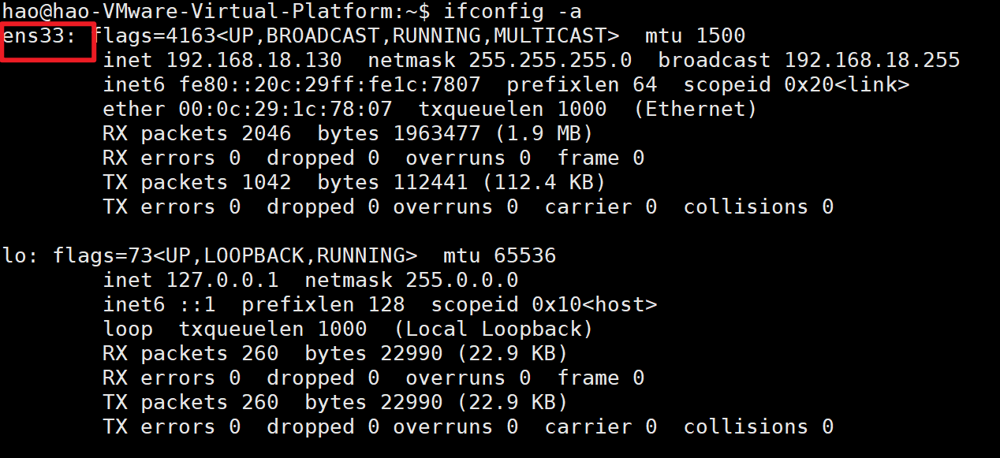 hao@hao-VMware-Virtual-Platform:~$ ifconfig -a
ens33: flags=4163<UP,BROADCAST,RUNNING,MULTICAST>  mtu 1500
        inet 192.168.18.130  netmask 255.255.255.0  broadcast 192.168.18.255
        inet6 fe80::20c:29ff:fe1c:7807  prefixlen 64  scopeid 0x20<link>
        ether 00:0c:29:1c:78:07  txqueuelen 1000  (Ethernet)
        RX packets 2046  bytes 1963477 (1.9 MB)
        RX errors 0  dropped 0  overruns 0  frame 0
        TX packets 1042  bytes 112441 (112.4 KB)
        TX errors 0  dropped 0 overruns 0  carrier 0  collisions 0

lo: flags=73<UP,LOOPBACK,RUNNING>  mtu 65536
        inet 127.0.0.1  netmask 255.0.0.0
        inet6 ::1  prefixlen 128  scopeid 0x10<host>
        loop  txqueuelen 1000  (Local Loopback)
        RX packets 260  bytes 22990 (22.9 KB)
        RX errors 0  dropped 0  overruns 0  frame 0
        TX packets 260  bytes 22990 (22.9 KB)
        TX errors 0  dropped 0 overruns 0  carrier 0  collisions 0